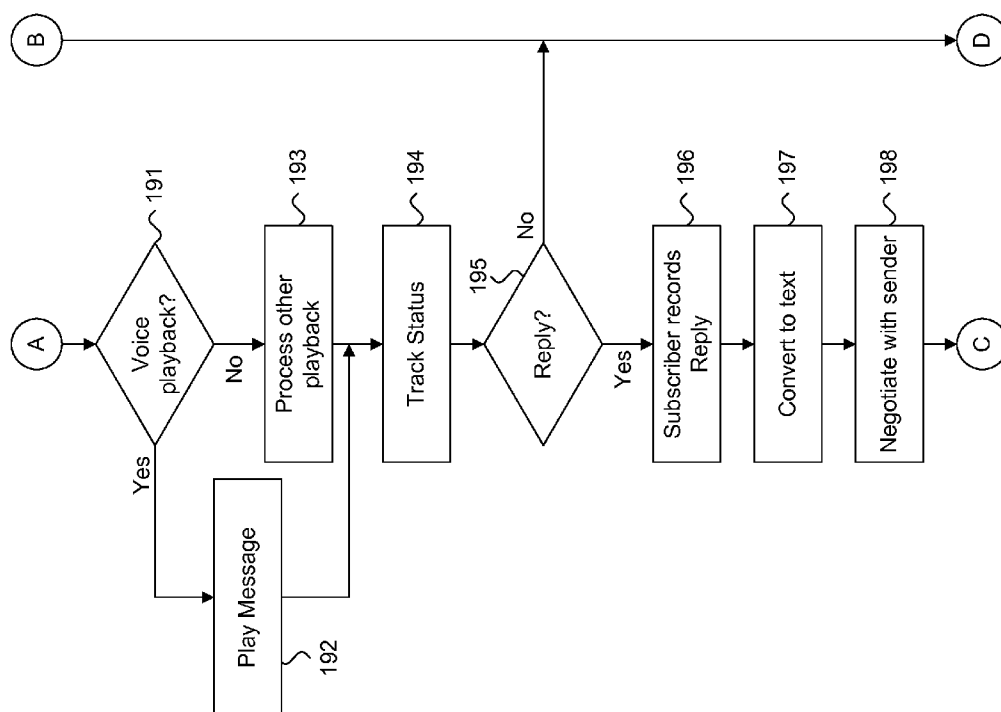 A
B
191
Voice
playback?
Yes
No
Play Message
192
193
Process other
playback
194
Track Status
195
Reply?
No
Yes
196
Subscriber records
Reply
197
Convert to text
198
Negotiate with sender
C
D